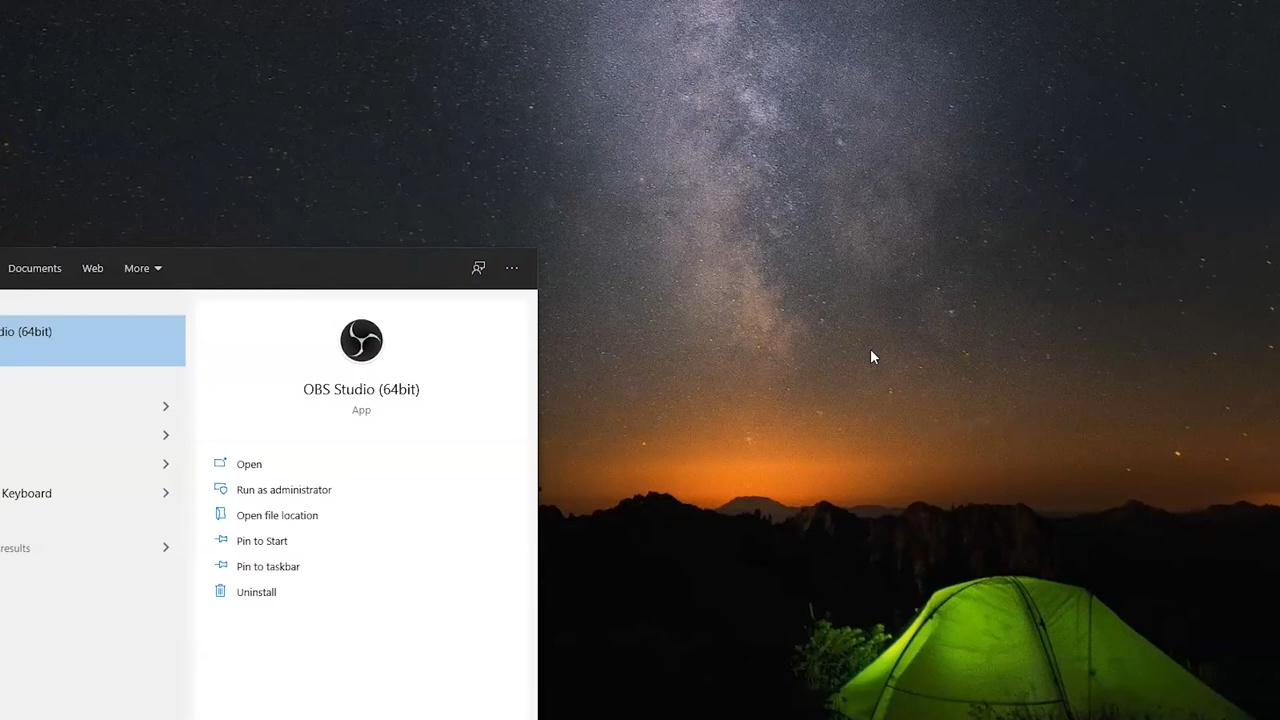 Documents Web More
dio (64bit)
OBS Studio (64bit)
App
Open
Run as administrator
Open file location
Keyboard
Pin to Start
results
Pin to taskbar
Uninstall